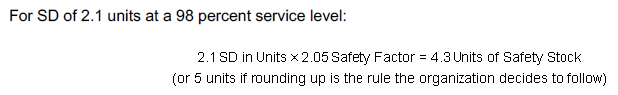 For SD of 2.1 units at a 98 percent service level:
2.1 SD in Units × 2.05 Safety Factor = 4.3 Units of Safety Stock
(or 5 units if rounding up is the rule the organization decides to follow)